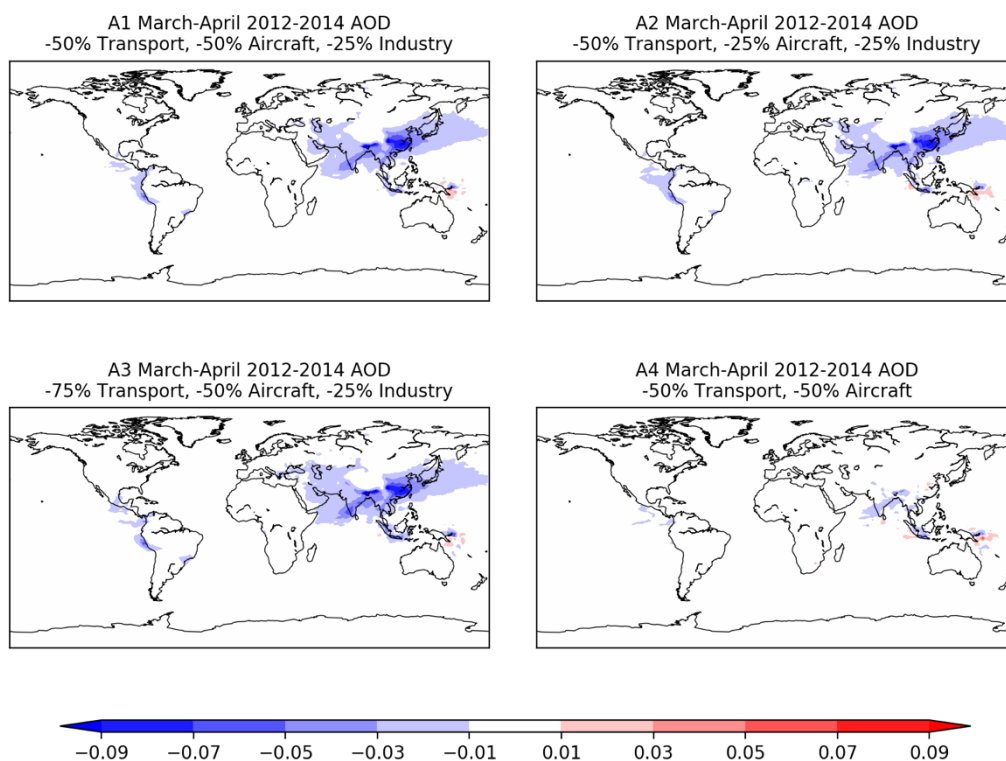 A1 March-April 2012-2014 AOD
-50% Transport, -50% Aircraft, -25% Industry
A2 March-April 2012-2014 AOD
-50% Transport, -25% Aircraft, -25% Industry
A3 March-April 2012-2014 AOD
-75% Transport, -50% Aircraft, -25% Industry
A4 March-April 2012-2014 AOD
-50% Transport, -50% Aircraft
−0.09 −0.07 −0.05 −0.03 −0.01 0.01 0.03 0.05 0.07 0.09